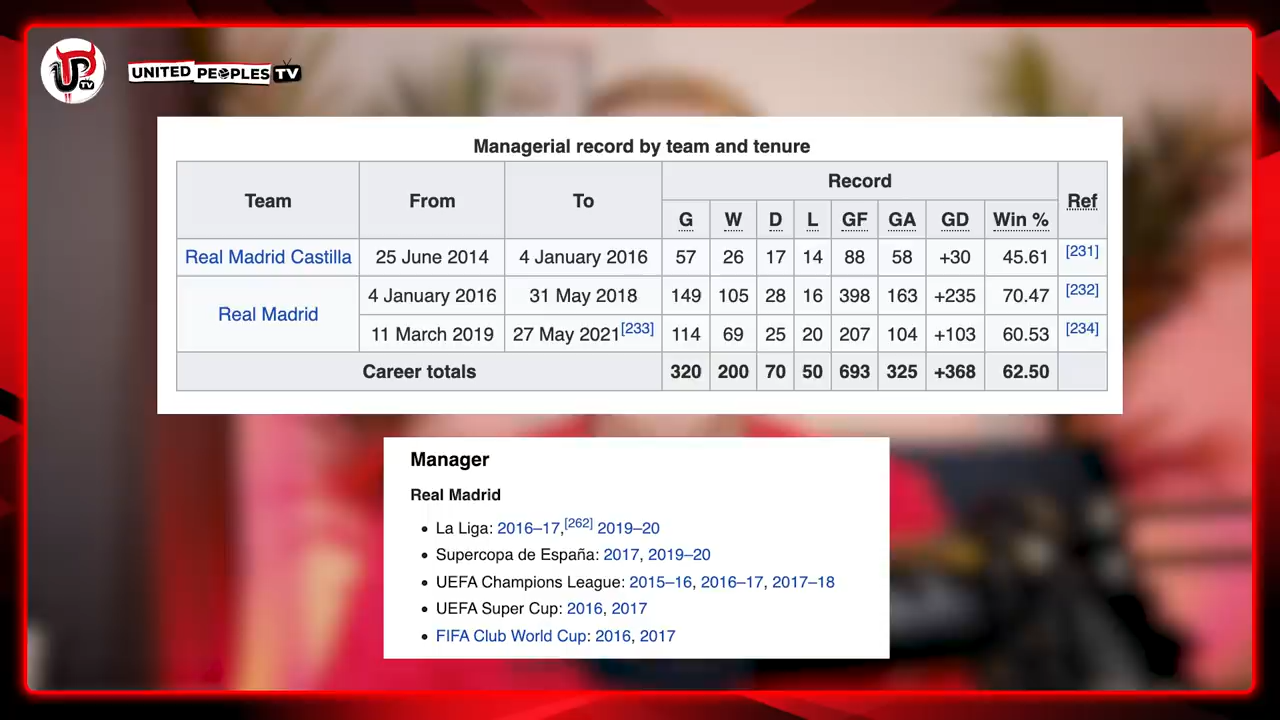 UP
TV
UNITED PEOPLES TV
Managerial record by team and tenure
Team From To Record Ref
G W D L GF GA GD Win %
Real Madrid Castilla 25 June 2014 4 January 2016 57 26 17 14 88 58 +30 45.61 [231]
Real Madrid 4 January 2016 31 May 2018 149 105 28 16 398 163 +235 70.47 [232]
11 March 2019 27 May 2021[233] 114 69 25 20 207 104 +103 60.53 [234]
Career totals 320 200 70 50 693 325 +368 62.50
Manager
Real Madrid
• La Liga: 2016–17,[262] 2019–20
• Supercopa de España: 2017, 2019–20
• UEFA Champions League: 2015–16, 2016–17, 2017–18
• UEFA Super Cup: 2016, 2017
• FIFA Club World Cup: 2016, 2017